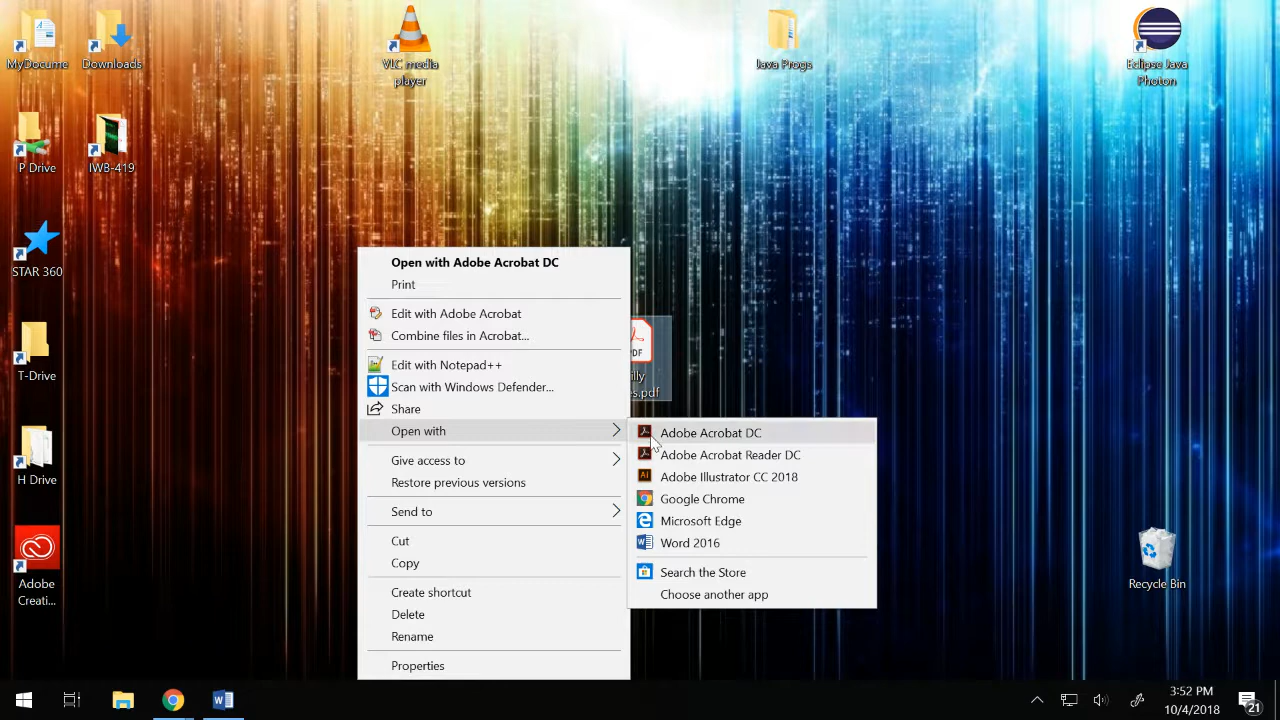 MyDocume
Downloads
VLC media
player
Java Progs
Eclipse Java
Photon
P Drive
IWB-419
STAR 360
T-Drive
H Drive
Adobe
Creati...
Recycle Bin
PDF
illy
es.pdf
Open with Adobe Acrobat DC
Print
Edit with Adobe Acrobat
Combine files in Acrobat...
Edit with Notepad++
Scan with Windows Defender...
Share
Open with
Give access to
Restore previous versions
Send to
Cut
Copy
Create shortcut
Delete
Rename
Properties
Adobe Acrobat DC
Adobe Acrobat Reader DC
Adobe Illustrator CC 2018
Google Chrome
Microsoft Edge
Word 2016
Search the Store
Choose another app
3:52 PM
10/4/2018
21